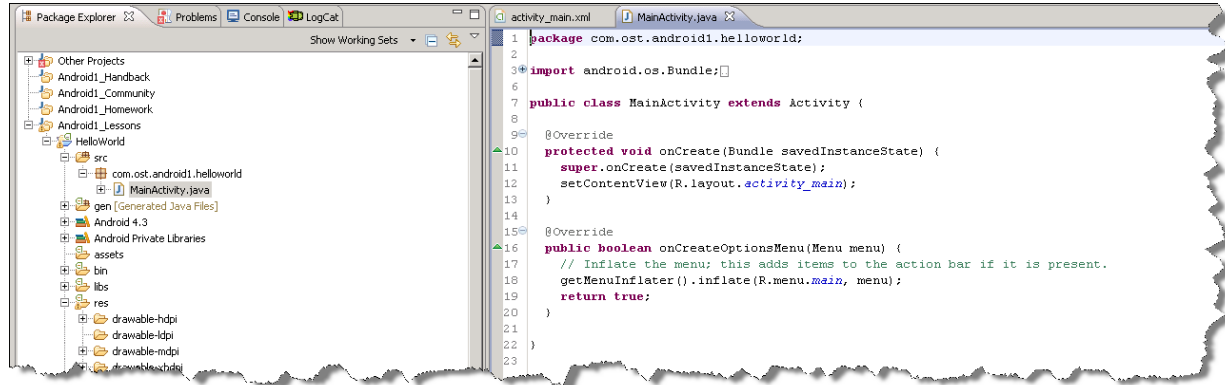 Package Explorer
Problems
Console
LogCat
Show Working Sets
Other Projects
Android1_Handback
Android1_Community
Android1_Homework
Android1_Lessons
HelloWorld
src
com.ost.android1.helloworld
MainActivity.java
gen [Generated Java Files]
Android 4.3
Android Private Libraries
assets
bin
libs
res
drawable-hdpi
drawable-ldpi
drawable-mdpi
drawable-xhdpi
activity_main.xml
MainActivity.java
1 package com.ost.android1.helloworld;
2
3 import android.os.Bundle;
6
7 public class MainActivity extends Activity {
8
9 @Override
10 protected void onCreate(Bundle savedInstanceState) {
11 super.onCreate(savedInstanceState);
12 setContentView(R.layout.activity_main);
13 }
14
15 @Override
16 public boolean onCreateOptionsMenu(Menu menu) {
17 // Inflate the menu; this adds items to the action bar if it is present.
18 getMenuInflater().inflate(R.menu.main, menu);
19 return true;
20 }
21
22 }
23